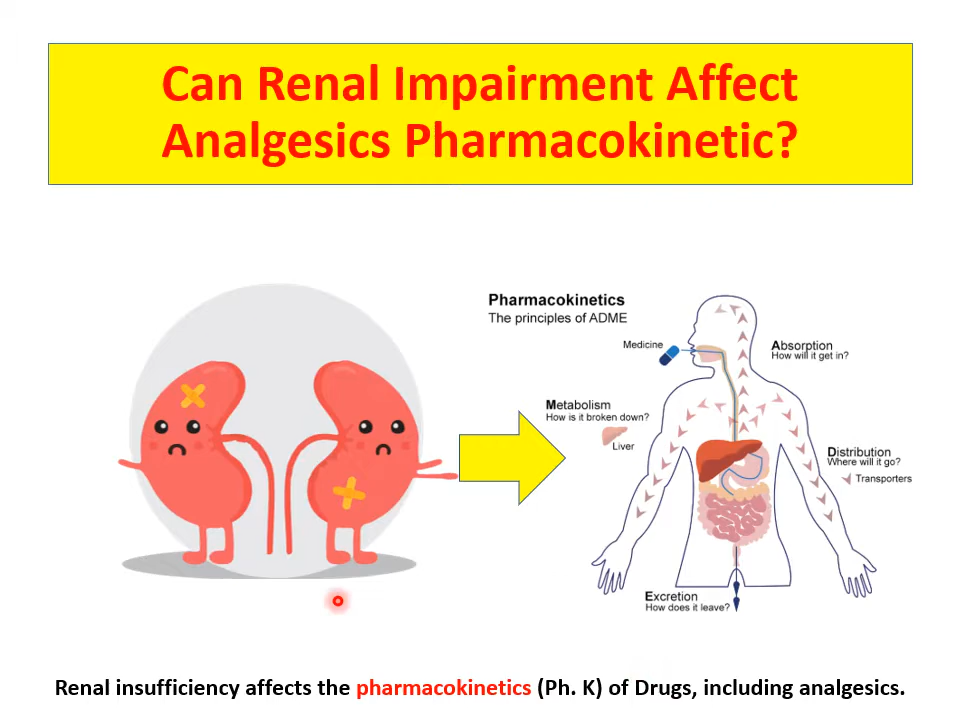 Can Renal Impairment Affect
Analgesics Pharmacokinetic?
Pharmacokinetics
The principles of ADME
Medicine
Absorption
How will it get in?
Metabolism
How is it broken down?
Liver
Distribution
Where will it go?
Transporters
Excretion
How does it leave?
Renal insufficiency affects the pharmacokinetics (Ph. K) of Drugs, including analgesics.